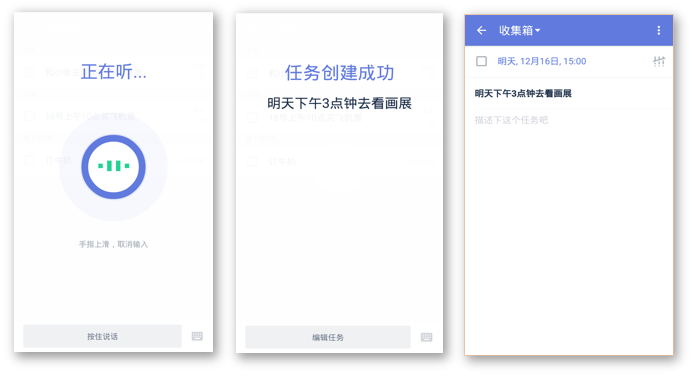 正在听...
手指上滑，取消输入
按住说话
任务创建成功
明天下午3点钟去看画展
编辑任务
收集箱
明天, 12月16日, 15:00
明天下午3点钟去看画展
描述下这个任务吧